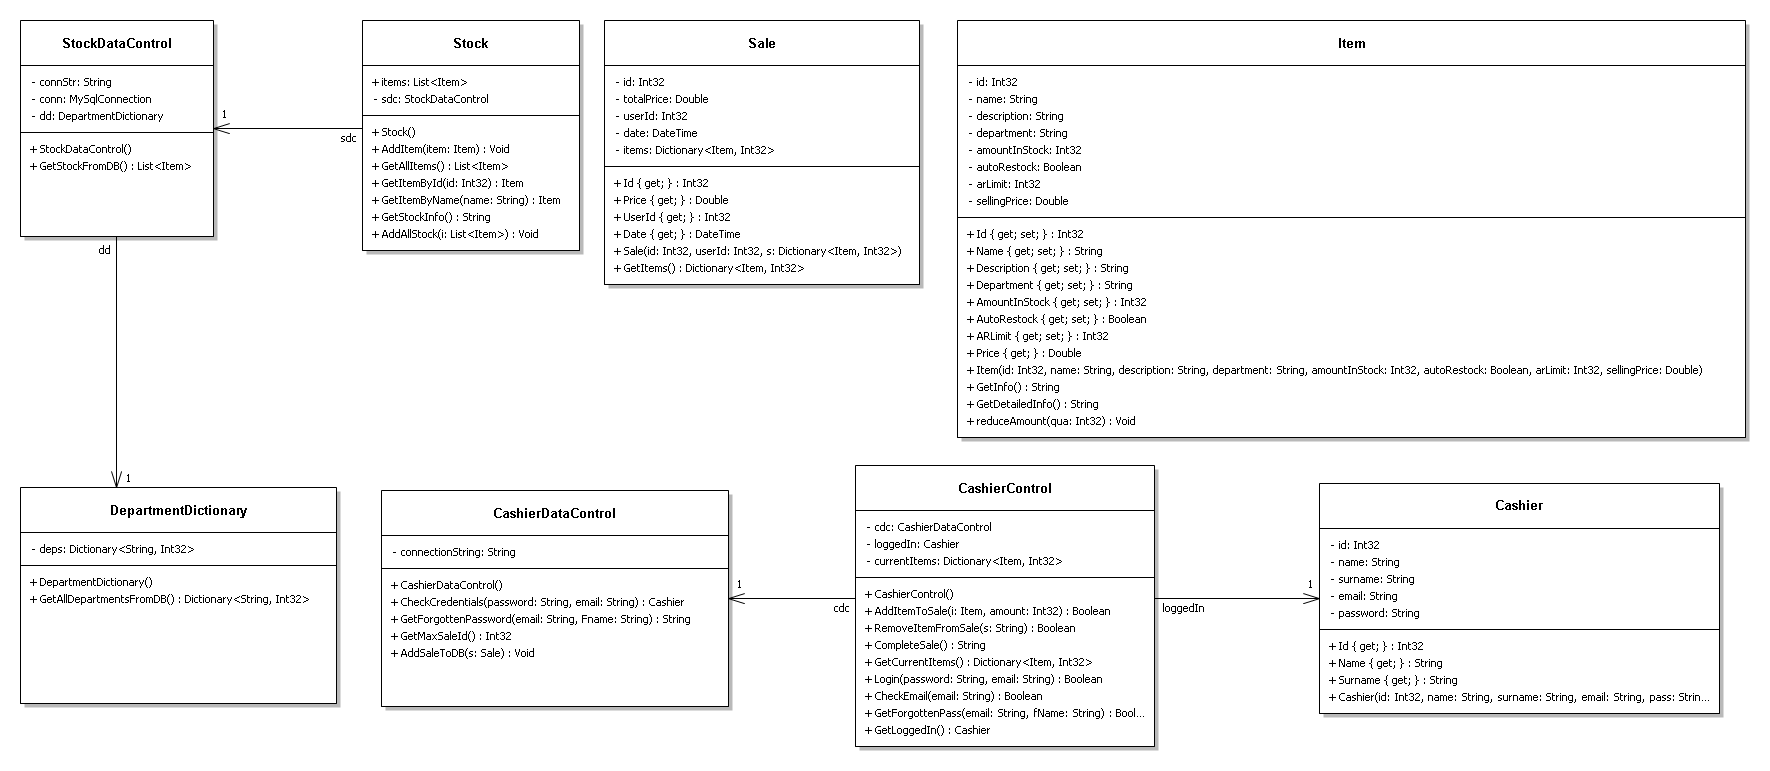 StockDataControl
- connStr: String
- conn: MySqlConnection
- dd: DepartmentDictionary
+ StockDataControl()
+ GetStockFromDB() : List<Item>
dd
1
sdc
Stock
+ items: List<Item>
- sdc: StockDataControl
+ Stock()
+ AddItem(item: Item) : Void
+ GetAllItems() : List<Item>
+ GetItemById(id: Int32) : Item
+ GetItemByName(name: String) : Item
+ GetStockInfo() : String
+ AddAllStock(i: List<Item>) : Void
Sale
- id: Int32
- totalPrice: Double
- userId: Int32
- date: DateTime
- items: Dictionary<Item, Int32>
+ Id { get; } : Int32
+ Price { get; } : Double
+ UserId { get; } : Int32
+ Date { get; } : DateTime
+ Sale(id: Int32, userId: Int32, s: Dictionary<Item, Int32>)
+ GetItems() : Dictionary<Item, Int32>
Item
- id: Int32
- name: String
- description: String
- department: String
- amountInStock: Int32
- autoRestock: Boolean
- arLimit: Int32
- sellingPrice: Double
+ Id { get; set; } : Int32
+ Name { get; set; } : String
+ Description { get; set; } : String
+ Department { get; set; } : String
+ AmountInStock { get; set; } : Int32
+ AutoRestock { get; set; } : Boolean
+ ARLimit { get; set; } : Int32
+ Price { get; } : Double
+ Item(id: Int32, name: String, description: String, department: String, amountInStock: Int32, autoRestock: Boolean, arLimit: Int32, sellingPrice: Double)
+ GetInfo() : String
+ GetDetailedInfo() : String
+ reduceAmount(qua: Int32) : Void
1
DepartmentDictionary
- deps: Dictionary<String, Int32>
+ DepartmentDictionary()
+ GetAllDepartmentsFromDB() : Dictionary<String, Int32>
CashierDataControl
- connectionString: String
+ CashierDataControl()
+ CheckCredentials(password: String, email: String) : Cashier
+ GetForgottenPassword(email: String, Fname: String) : String
+ GetMaxSaleId() : Int32
+ AddSaleToDB(s: Sale) : Void
1
cdc
CashierControl
- cdc: CashierDataControl
- loggedIn: Cashier
- currentItems: Dictionary<Item, Int32>
+ CashierControl()
+ AddItemToSale(i: Item, amount: Int32) : Boolean
+ RemoveItemFromSale(s: String) : Boolean
+ CompleteSale() : String
+ GetCurrentItems() : Dictionary<Item, Int32>
+ Login(password: String, email: String) : Boolean
+ CheckEmail(email: String) : Boolean
+ GetForgottenPass(email: String, fName: String) : Bool...
+ GetLoggedIn() : Cashier
loggedIn
1
Cashier
- id: Int32
- name: String
- surname: String
- email: String
- password: String
+ Id { get; } : Int32
+ Name { get; } : String
+ Surname { get; } : String
+ Cashier(id: Int32, name: String, surname: String, email: String, pass: Strin...